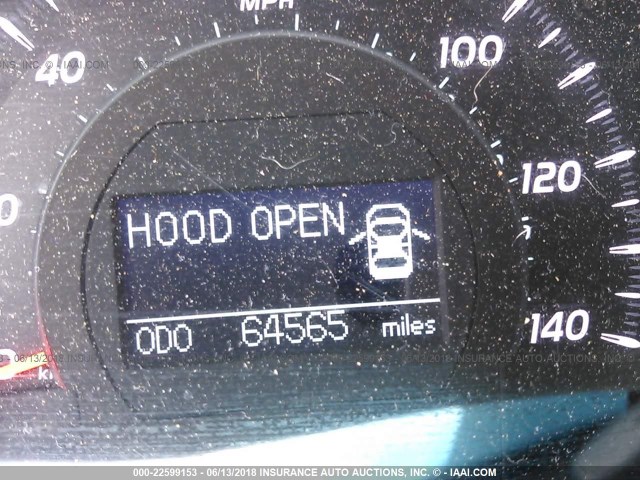 MPH
40
100
120
140
HOOD OPEN
ODO 64565 miles
000-22599153 - 06/13/2018 INSURANCE AUTO AUCTIONS, INC. - © - IAAI.COM